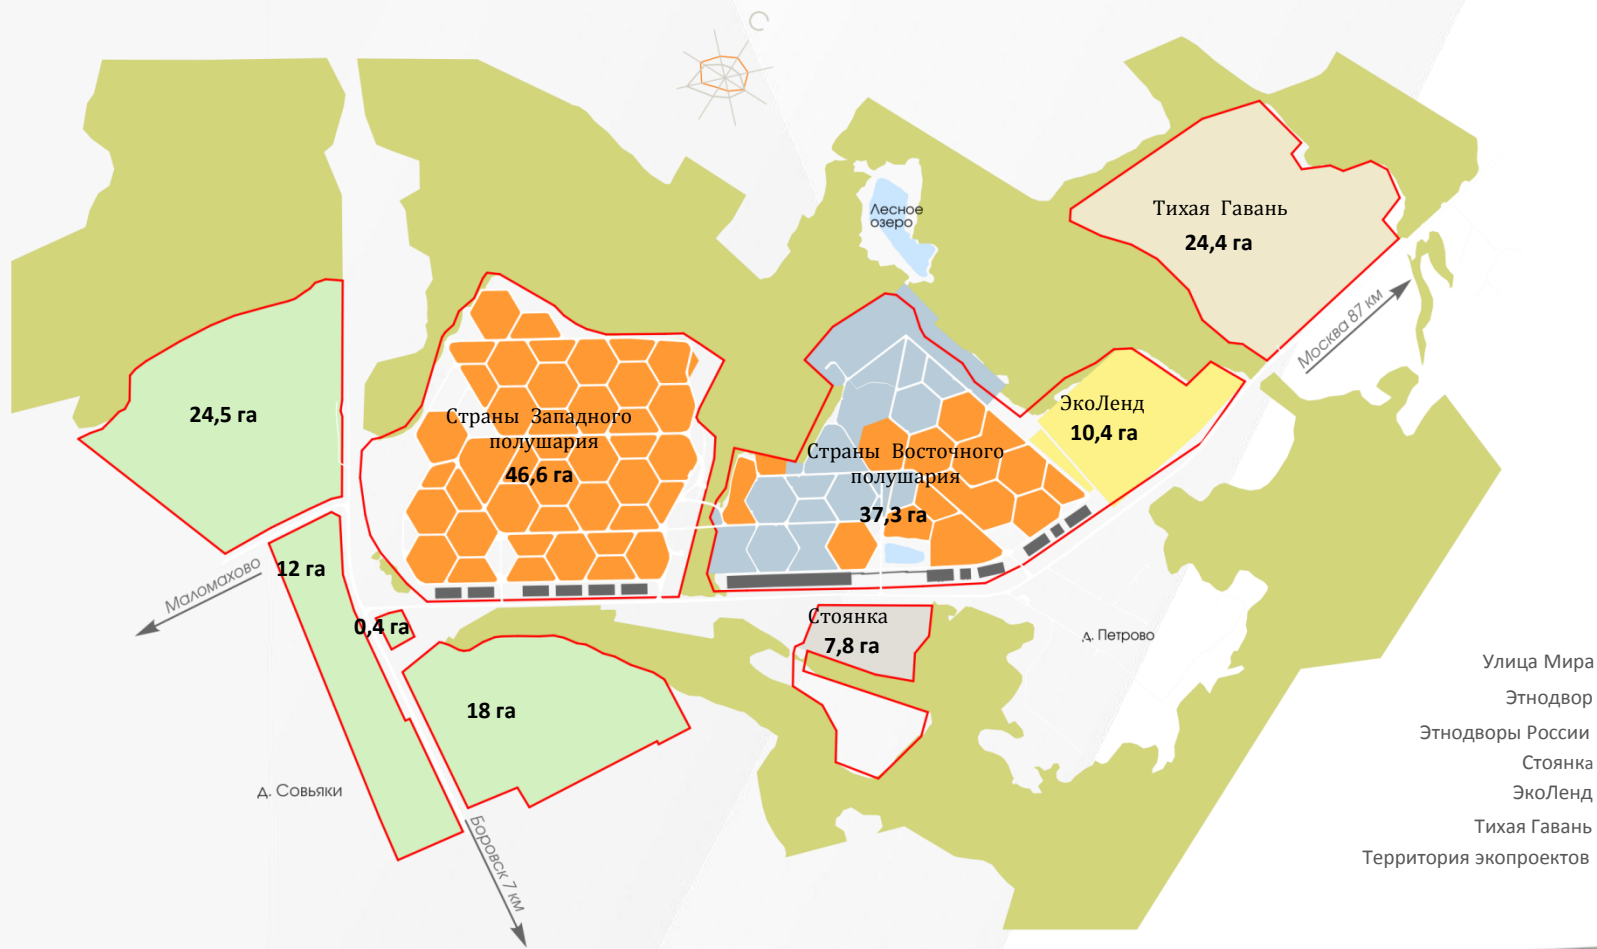 Лесное
озеро
Тихая Гавань
24,4 га
Москва 87 км
ЭкоЛенд
10,4 га
24,5 га
Страны Западного
полушария
46,6 га
Страны Восточного
полушария
37,3 га
Маломахово
12 га
0,4 га
Стоянка
7,8 га
д. Петрово
18 га
д. Совьяки
Боровск 7 км
Улица Мира
Этнодвор
Этнодворы России
Стоянка
ЭкоЛенд
Тихая Гавань
Территория экопроектов